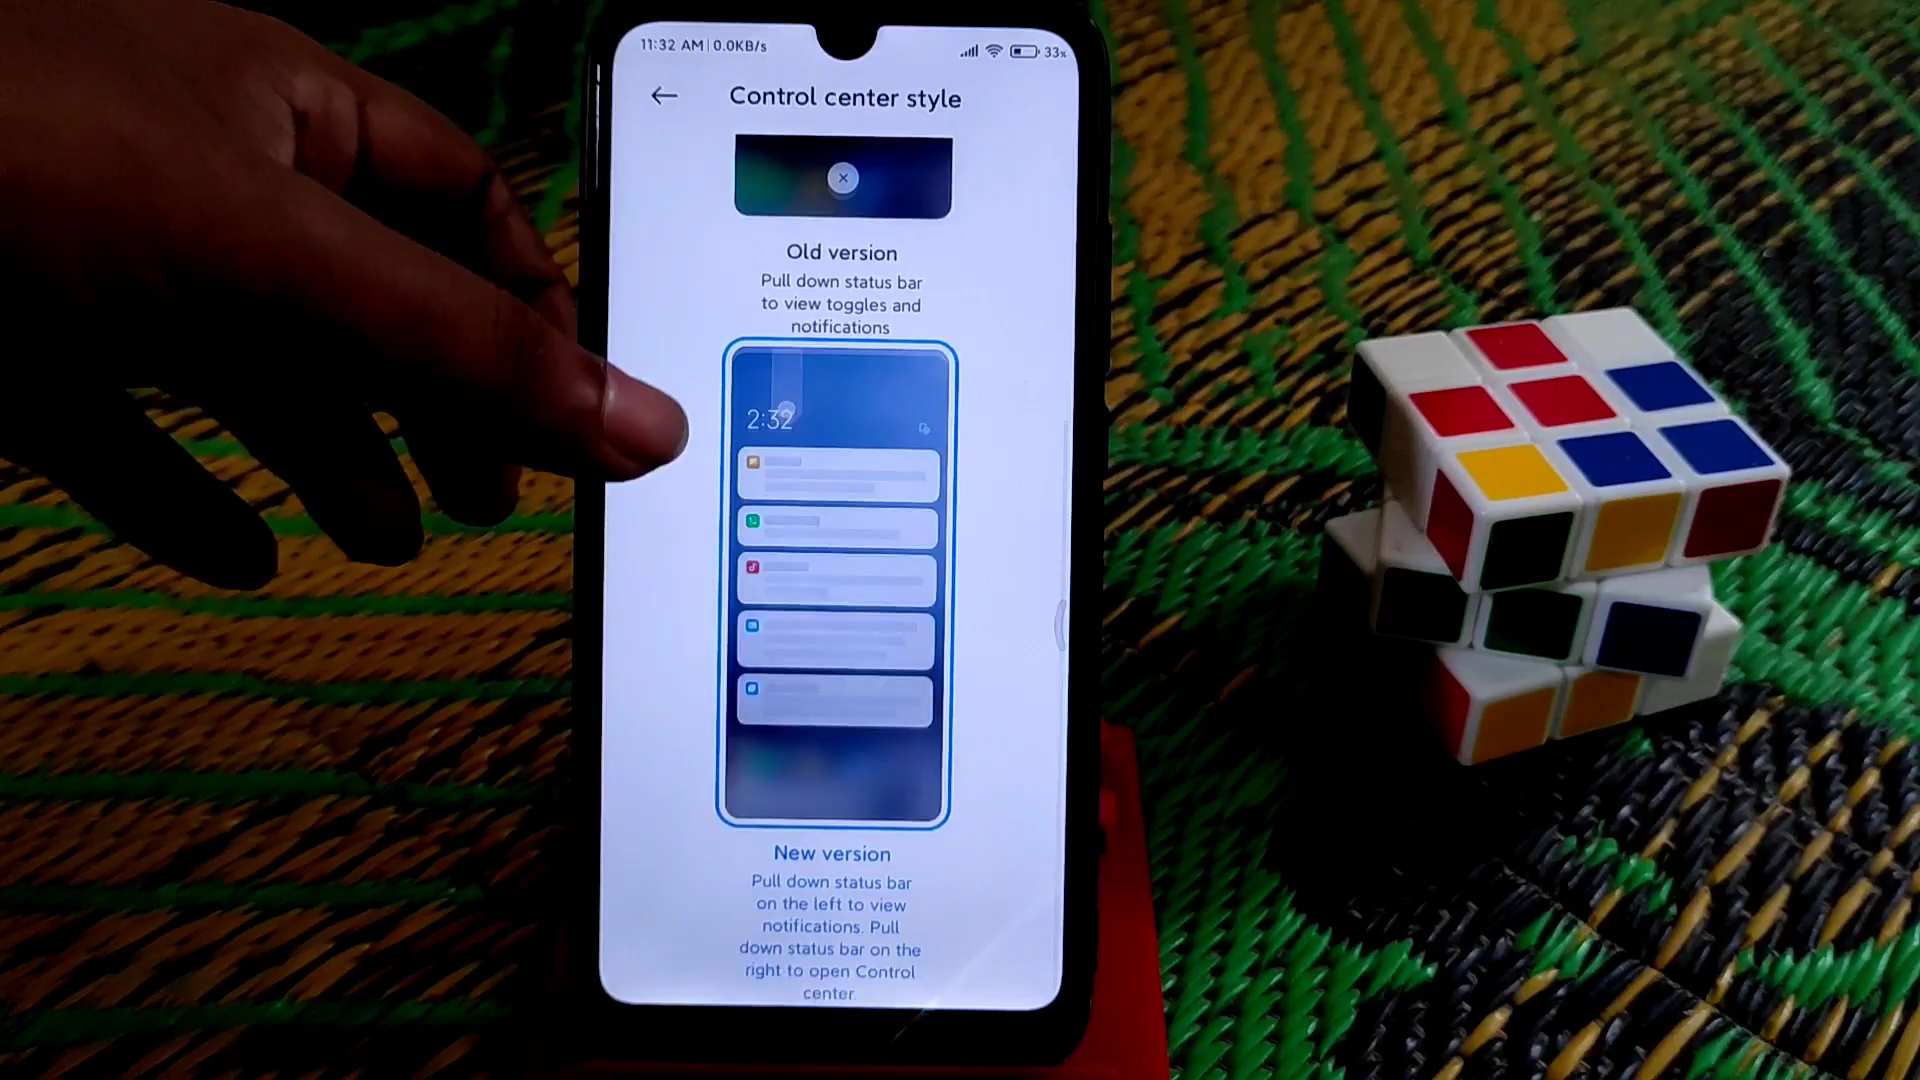 11:32 AM | 0.0KB/s
33%
Control center style
Old version
Pull down status bar
to view toggles and
notifications
2:32
New version
Pull down status bar
on the left to view
notifications. Pull
down status bar on the
right to open Control
center.